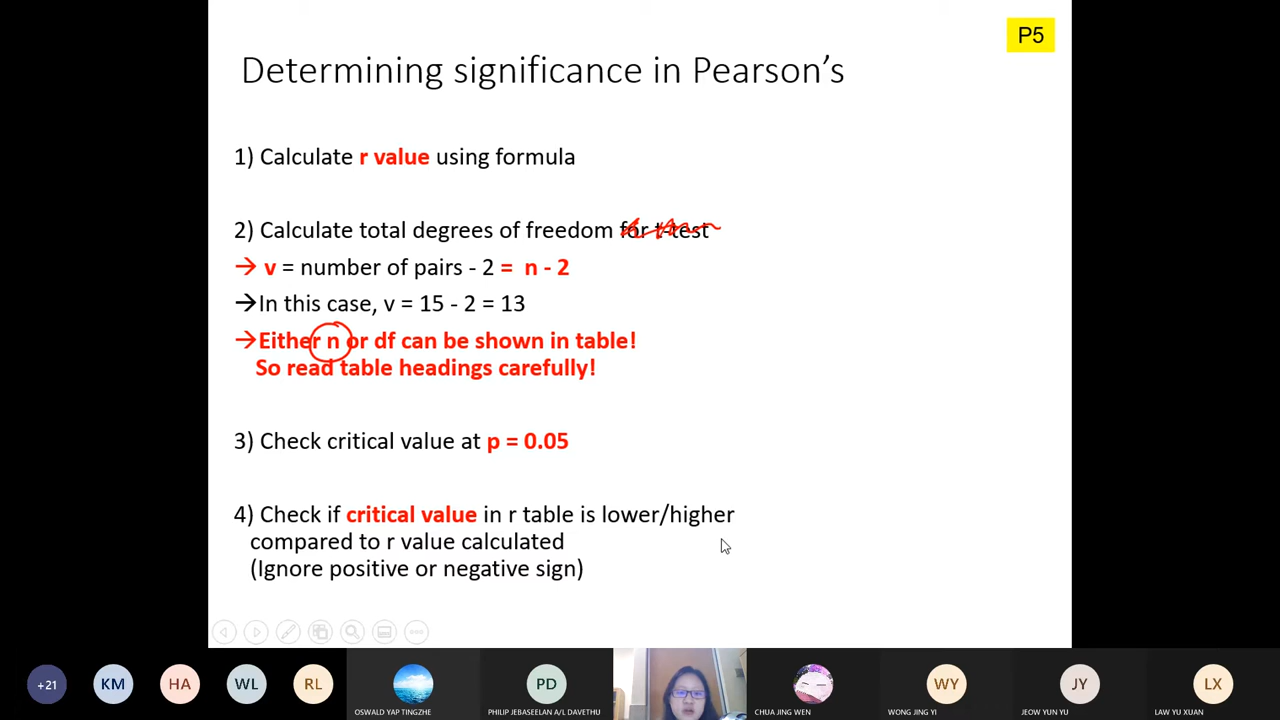 P5
Determining significance in Pearson's
1) Calculate r value using formula
2) Calculate total degrees of freedom for t-test
→ v = number of pairs - 2 = n - 2
→In this case, v = 15 - 2 = 13
→Either n or df can be shown in table!
So read table headings carefully!
3) Check critical value at p = 0.05
4) Check if critical value in r table is lower/higher
compared to r value calculated
(Ignore positive or negative sign)
+21 KM HA WL RL PD WY JY LX
OSWALD YAP TINGZHE PHILIP JEBASEELAN A/L DAVETHU CHUA JING WEN WONG JING YI JEOW YUN YU LAW YU XUAN